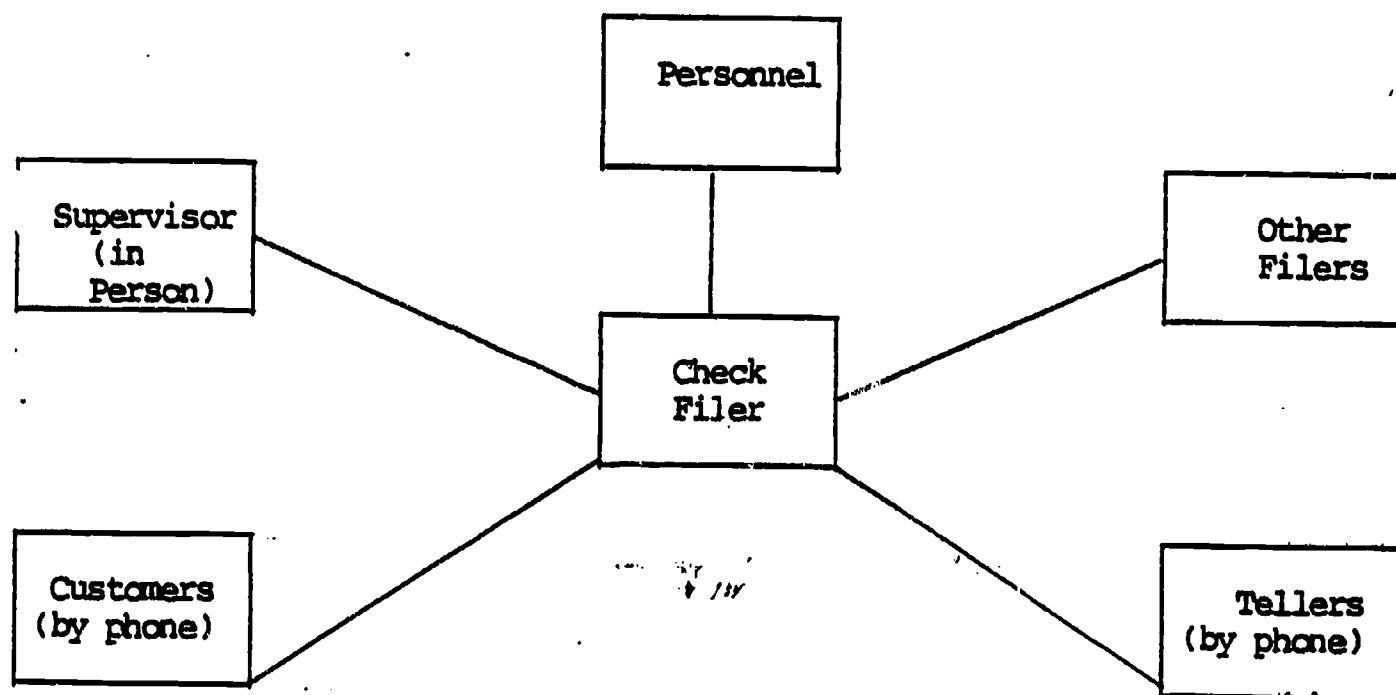 Personnel
Supervisor
(in
Person)
Other
Filers
Check
Filer
Customers
(by phone)
Tellers
(by phone)